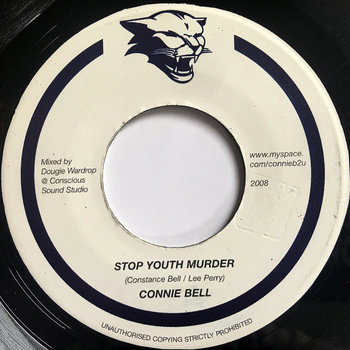 Mixed by
Dougie Wardrop
@ Conscious
Sound Studio
www.myspace.
com/connieb2u
2008
STOP YOUTH MURDER
(Constance Bell / Lee Perry)
CONNIE BELL
UNAUTHORISED COPYING STRICTLY PROHIBITED